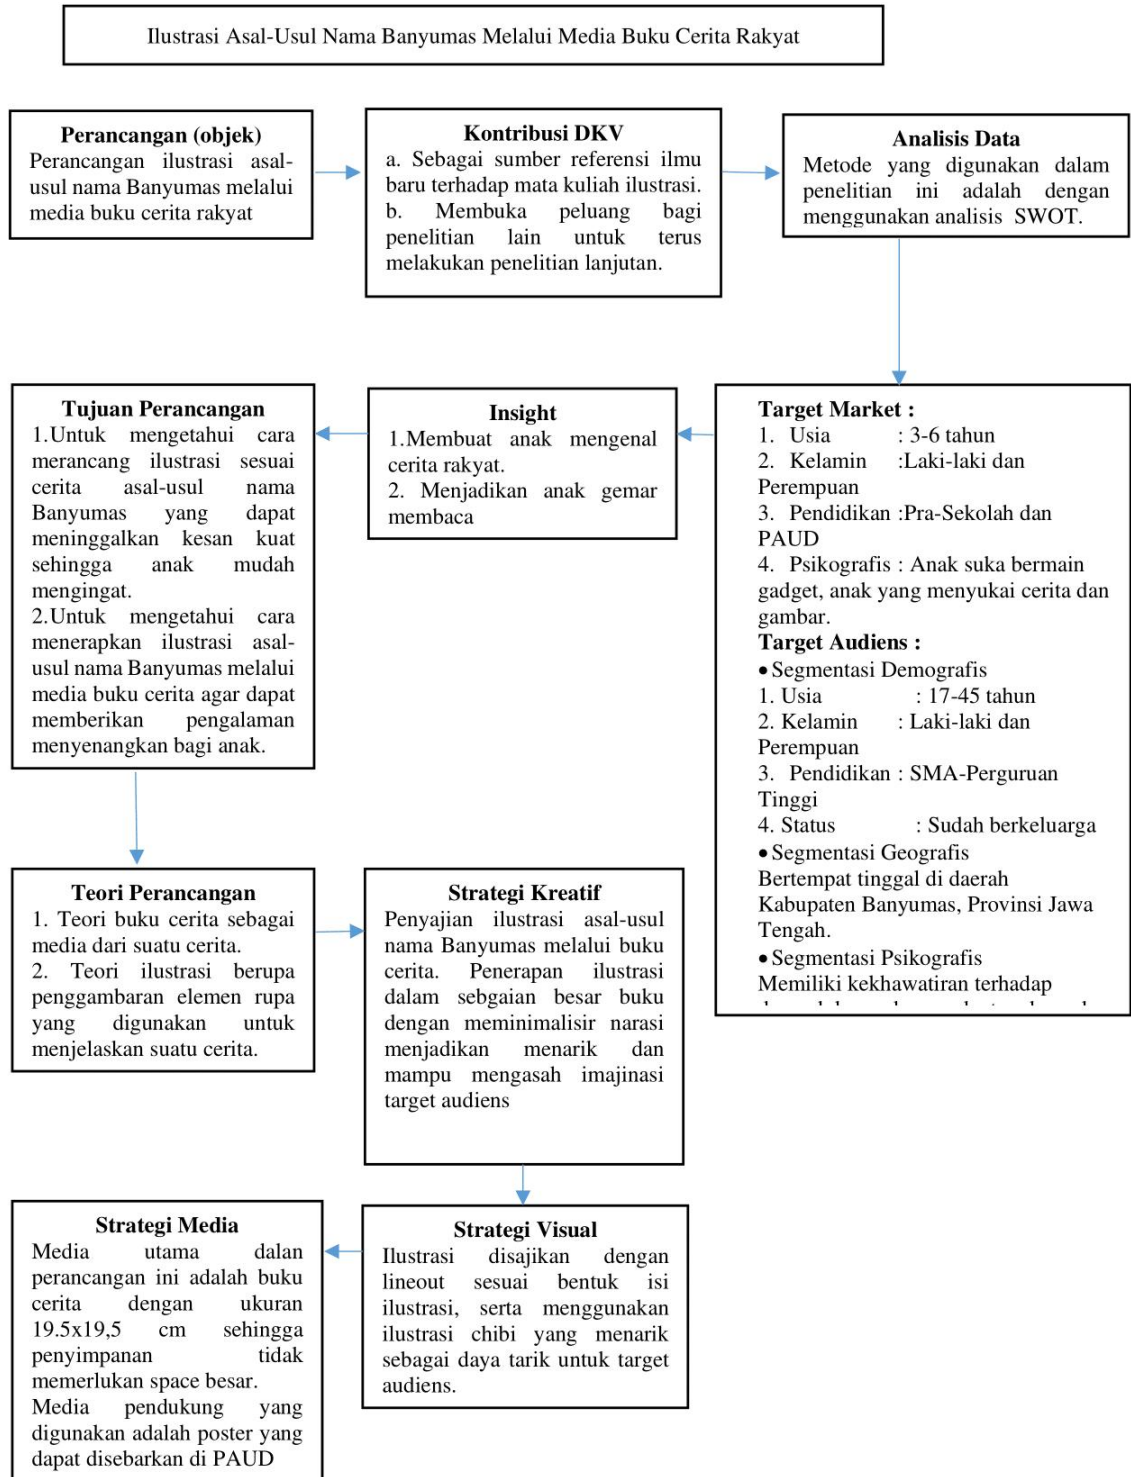 Ilustrasi Asal-Usul Nama Banyumas Melalui Media Buku Cerita Rakyat
Perancangan (objek)
Perancangan ilustrasi asal-
usul nama Banyumas melalui
media buku cerita rakyat
Kontribusi DKV
a. Sebagai sumber referensi ilmu
baru terhadap mata kuliah ilustrasi.
b. Membuka peluang bagi
penelitian lain untuk terus
melakukan penelitian lanjutan.
Analisis Data
Metode yang digunakan dalam
penelitian ini adalah dengan
menggunakan analisis SWOT.
Target Market :
1. Usia : 3-6 tahun
2. Kelamin :Laki-laki dan
Perempuan
3. Pendidikan :Pra-Sekolah dan
PAUD
4. Psikografis : Anak suka bermain
gadget, anak yang menyukai cerita dan
gambar.
Target Audiens :
• Segmentasi Demografis
1. Usia : 17-45 tahun
2. Kelamin : Laki-laki dan
Perempuan
3. Pendidikan : SMA-Perguruan
Tinggi
4. Status : Sudah berkeluarga
• Segmentasi Geografis
Bertempat tinggal di daerah
Kabupaten Banyumas, Provinsi Jawa
Tengah.
• Segmentasi Psikografis
Memiliki kekhawatiran terhadap
Insight
1.Membuat anak mengenal
cerita rakyat.
2. Menjadikan anak gemar
membaca
Tujuan Perancangan
1.Untuk mengetahui cara
merancang ilustrasi sesuai
cerita asal-usul nama
Banyumas yang dapat
meninggalkan kesan kuat
sehingga anak mudah
mengingat.
2.Untuk mengetahui cara
menerapkan ilustrasi asal-
usul nama Banyumas melalui
media buku cerita agar dapat
memberikan pengalaman
menyenangkan bagi anak.
Teori Perancangan
1. Teori buku cerita sebagai
media dari suatu cerita.
2. Teori ilustrasi berupa
penggambaran elemen rupa
yang digunakan untuk
menjelaskan suatu cerita.
Strategi Kreatif
Penyajian ilustrasi asal-usul
nama Banyumas melalui buku
cerita. Penerapan ilustrasi
dalam sebgaian besar buku
dengan meminimalisir narasi
menjadikan menarik dan
mampu mengasah imajinasi
target audiens
Strategi Visual
Ilustrasi disajikan dengan
lineout sesuai bentuk isi
ilustrasi, serta menggunakan
ilustrasi chibi yang menarik
sebagai daya tarik untuk target
audiens.
Strategi Media
Media utama dalan
perancangan ini adalah buku
cerita dengan ukuran
19.5x19,5 cm sehingga
penyimpanan tidak
memerlukan space besar.
Media pendukung yang
digunakan adalah poster yang
dapat disebarkan di PAUD